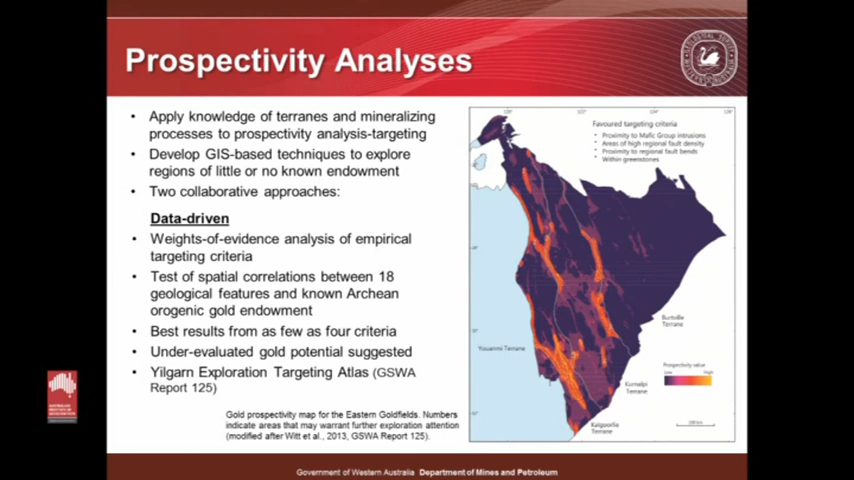 Prospectivity Analyses
• Apply knowledge of terranes and mineralizing
processes to prospectivity analysis-targeting
• Develop GIS-based techniques to explore
regions of little or no known endowment
• Two collaborative approaches:
Data-driven
• Weights-of-evidence analysis of empirical
targeting criteria
• Test of spatial correlations between 18
geological features and known Archean
orogenic gold endowment
• Best results from as few as four criteria
• Under-evaluated gold potential suggested
• Yilgarn Exploration Targeting Atlas (GSWA
Report 125)
Gold prospectivity map for the Eastern Goldfields. Numbers
indicate areas that may warrant further exploration attention
(modified after Witt et al., 2013, GSWA Report 125).
Favoured targeting criteria
• Proximity to Mafic Group intrusions
• Areas of high regional fault density
• Proximity to regional fault bends
• Within greenstones
Burtville
Terrane
Youanmi Terrane
Prospectivity value
Low High
Kurnalpi
Terrane
Kalgoorlie
Terrane
Government of Western Australia Department of Mines and Petroleum